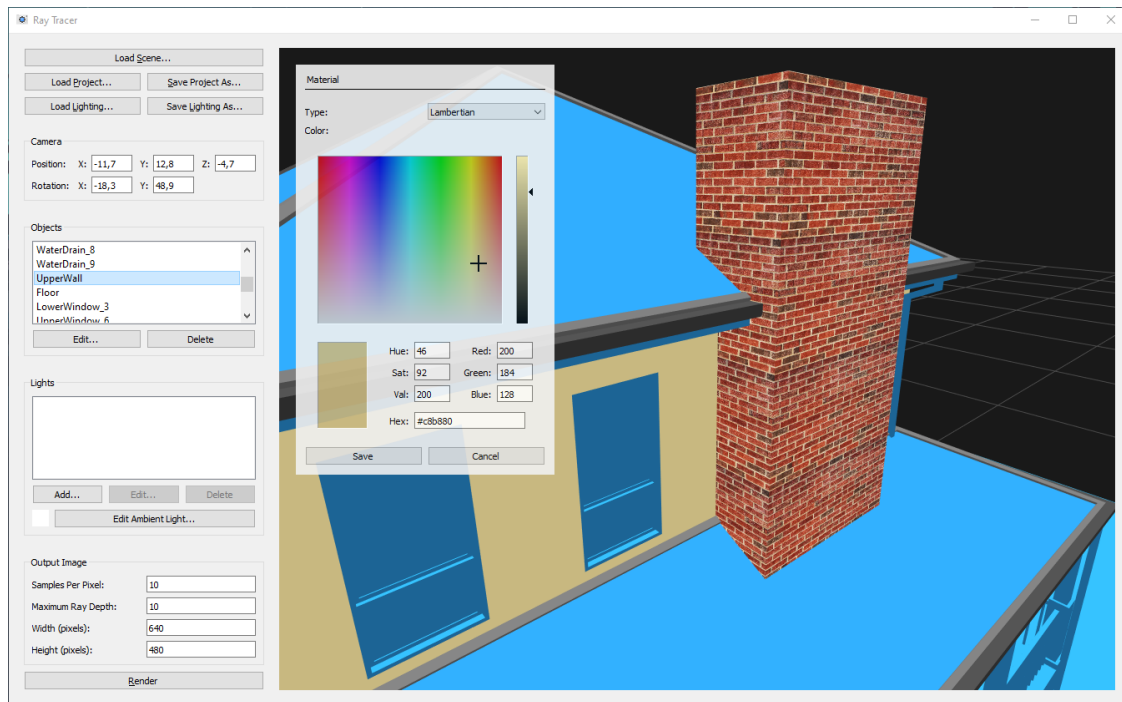 Ray Tracer
Load Scene...
Load Project... Save Project As...
Load Lighting... Save Lighting As...
Camera
Position: X: -11,7 Y: 12,8 Z: -4,7
Rotation: X: -18,3 Y: 48,9
Objects
WaterDrain_8
WaterDrain_9
UpperWall
Floor
LowerWindow_3
UpperWindow_6
Edit... Delete
Lights
Add... Edit... Delete
Edit Ambient Light...
Output Image
Samples Per Pixel: 10
Maximum Ray Depth: 10
Width (pixels): 640
Height (pixels): 480
Render
Material
Type: Lambertian
Color:
Hue: 46 Red: 200
Sat: 92 Green: 184
Val: 200 Blue: 128
Hex: #c8b880
Save Cancel